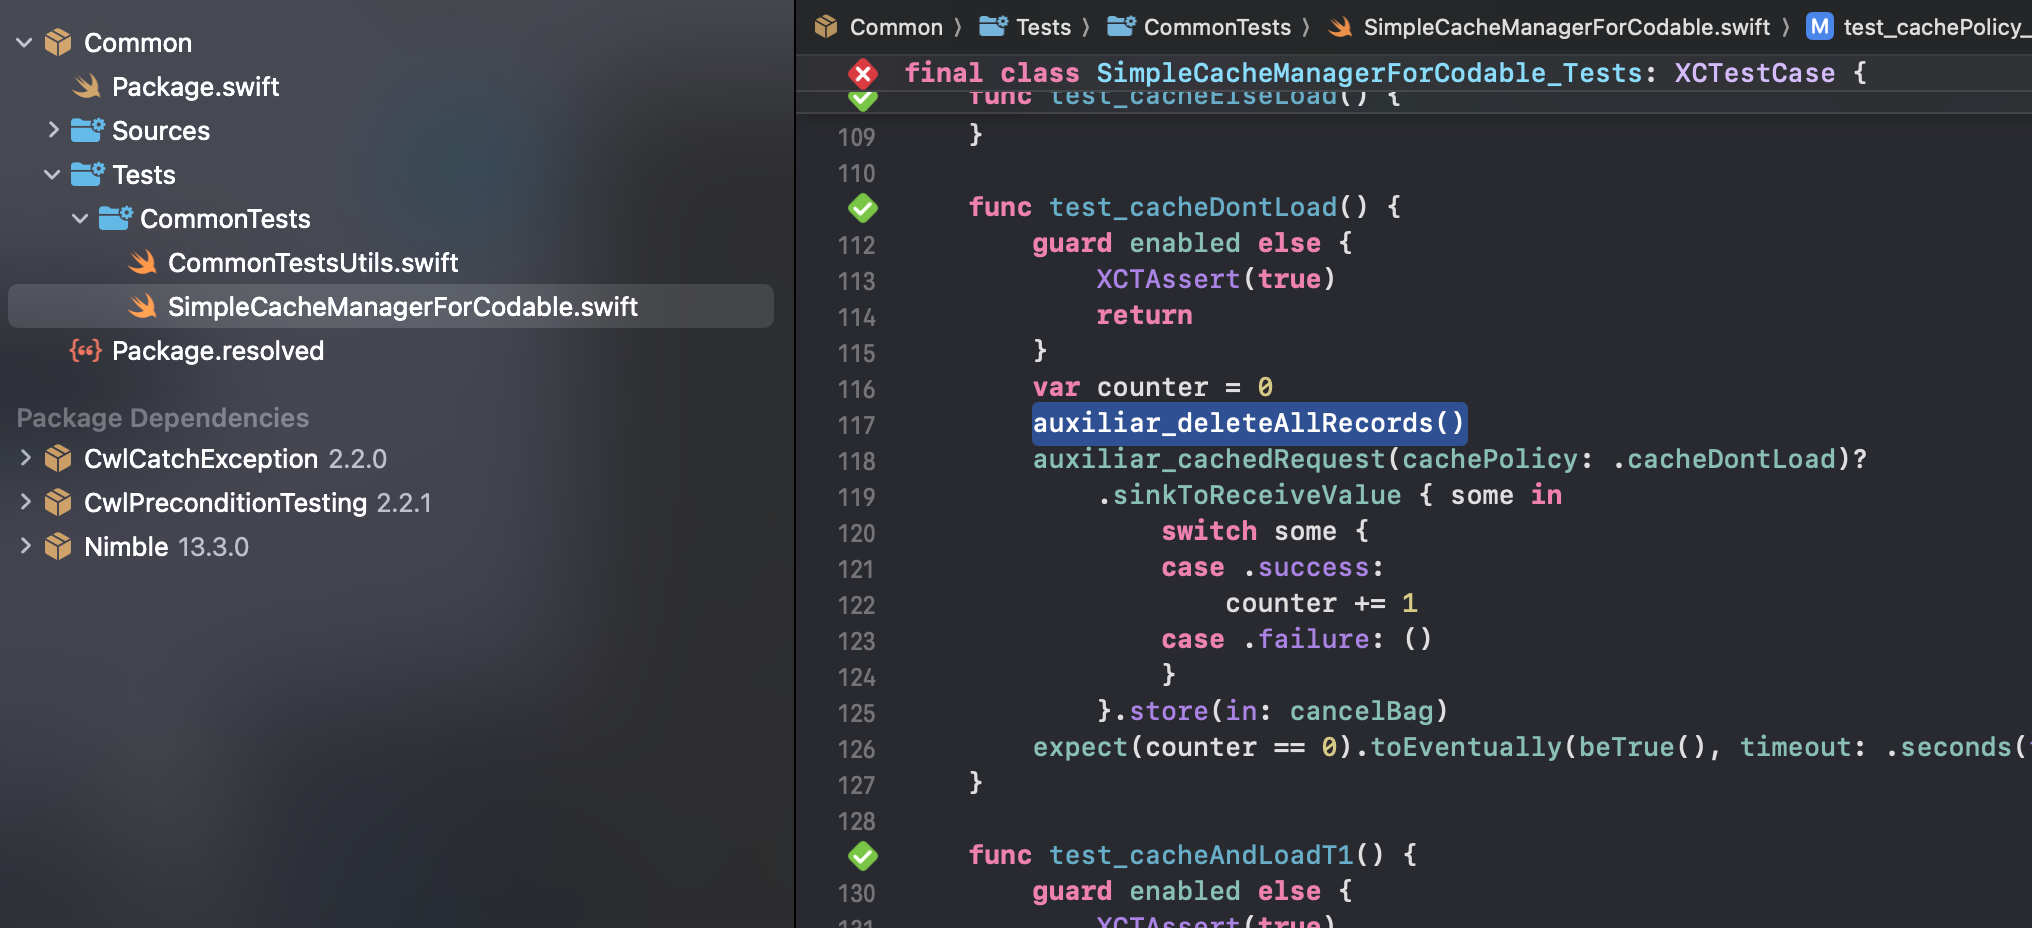 Common
Package.swift
Sources
Tests
CommonTests
CommonTestsUtils.swift
SimpleCacheManagerForCodable.swift
Package.resolved
Package Dependencies
CwlCatchException 2.2.0
CwlPreconditionTesting 2.2.1
Nimble 13.3.0
Common 〉 Tests 〉 CommonTests 〉 SimpleCacheManagerForCodable.swift 〉 M test_cachePolicy_
final class SimpleCacheManagerForCodable_Tests: XCTestCase {
func test_cacheElseLoad() {
109 }
110
func test_cacheDontLoad() {
112 guard enabled else {
113 XCTAssert(true)
114 return
115 }
116 var counter = 0
117 auxiliar_deleteAllRecords()
118 auxiliar_cachedRequest(cachePolicy: .cacheDontLoad)?
119 .sinkToReceiveValue { some in
120 switch some {
121 case .success:
122 counter += 1
123 case .failure: ()
124 }
125 }.store(in: cancelBag)
126 expect(counter == 0).toEventually(beTrue(), timeout: .seconds(
127 }
128
func test_cacheAndLoadT1() {
130 guard enabled else {
131 XCTAssert(true)